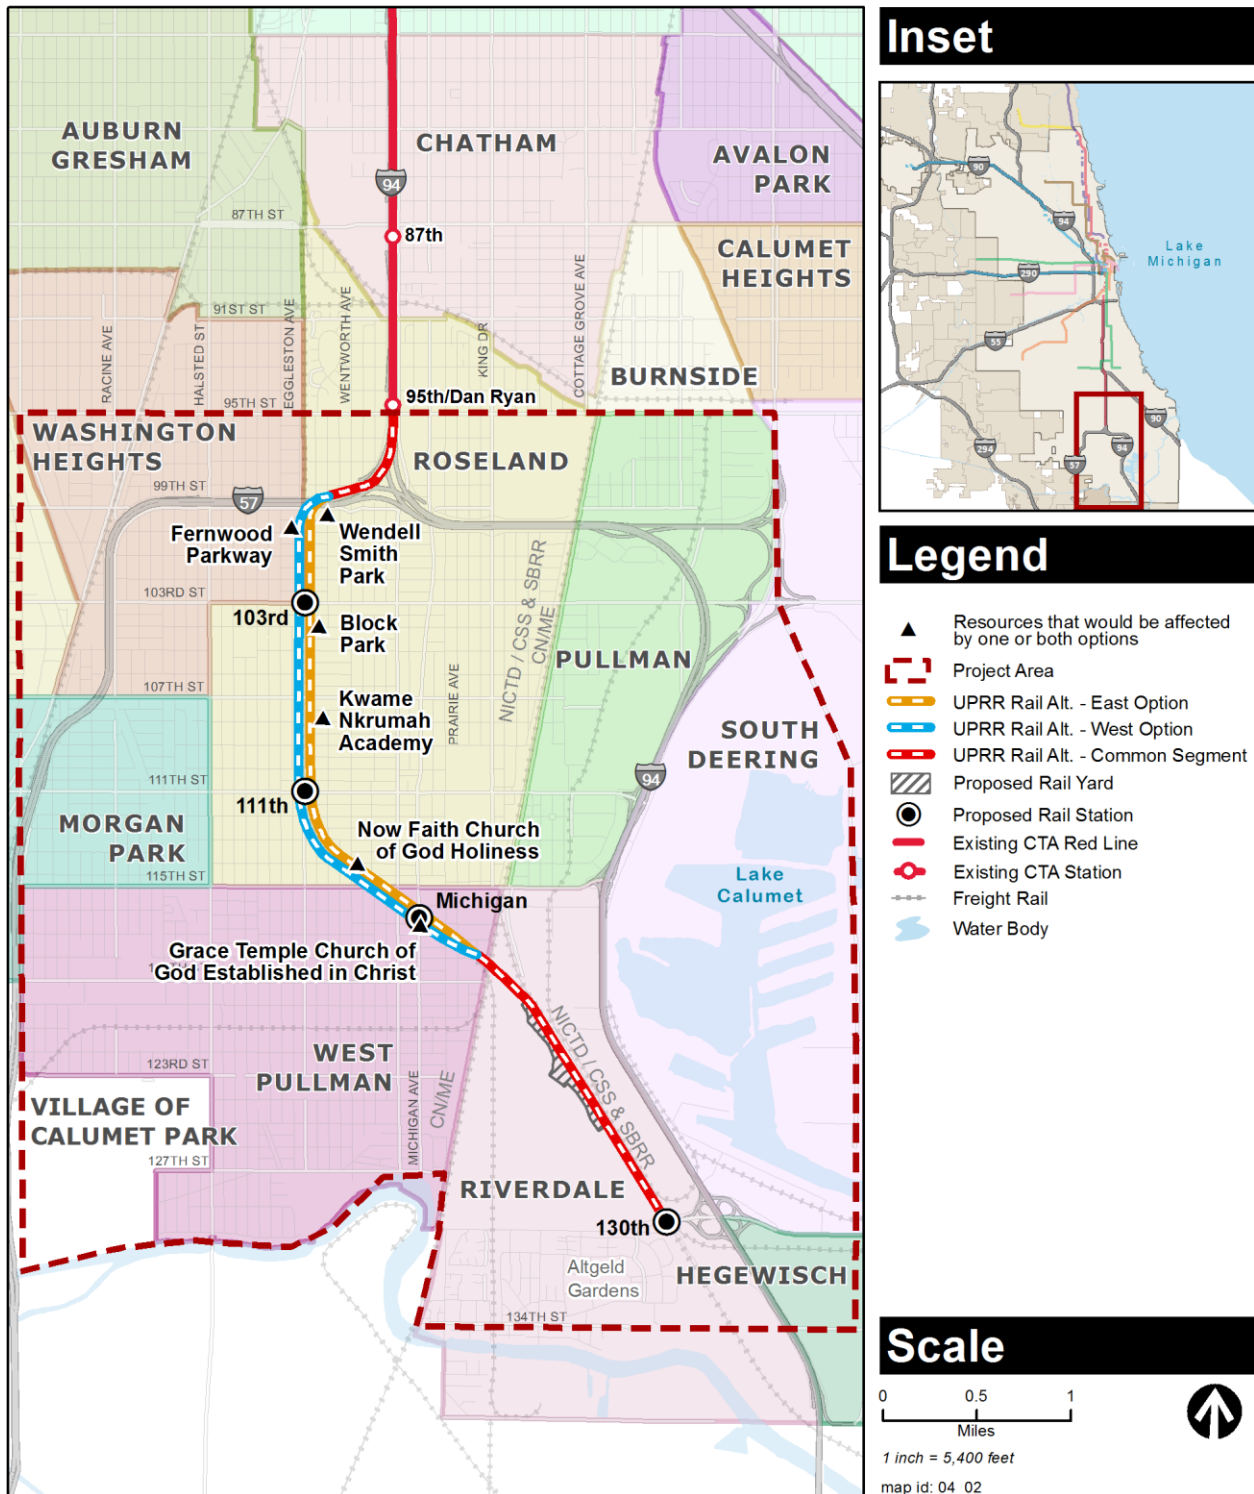 AUBURN
GRESHAM
CHATHAM
AVALON
PARK
94
87TH ST
87th
CALUMET
HEIGHTS
RACINE AVE
HALSTED ST
EGGLESTON AVE
WENTWORTH AVE
KING DR
COTTAGE GROVE AVE
91ST ST
BURNSIDE
95TH ST
95th/Dan Ryan
WASHINGTON
HEIGHTS
ROSELAND
99TH ST
57
Fernwood
Parkway
Wendell
Smith
Park
103RD ST
103rd
Block
Park
NICTD / CSS & SBRR
CN/ME
PULLMAN
PRAIRIE AVE
107TH ST
Kwame
Nkrumah
Academy
SOUTH
DEERING
111TH ST
111th
94
MORGAN
PARK
Now Faith Church
of God Holiness
115TH ST
Lake
Calumet
Michigan
Grace Temple Church of
God Established in Christ
NICTD / CSS & SBRR
WEST
PULLMAN
123RD ST
MICHIGAN AVE
CN/ME
VILLAGE OF
CALUMET PARK
127TH ST
RIVERDALE
130th
Altgeld
Gardens
HEGEWISCH
134TH ST
Inset
90
94
Lake
Michigan
290
55
90
294
94
57
Legend
Resources that would be affected
by one or both options
Project Area
UPRR Rail Alt. - East Option
UPRR Rail Alt. - West Option
UPRR Rail Alt. - Common Segment
Proposed Rail Yard
Proposed Rail Station
Existing CTA Red Line
Existing CTA Station
Freight Rail
Water Body
Scale
0 0.5 1
Miles
1 inch = 5,400 feet
map id: 04_02